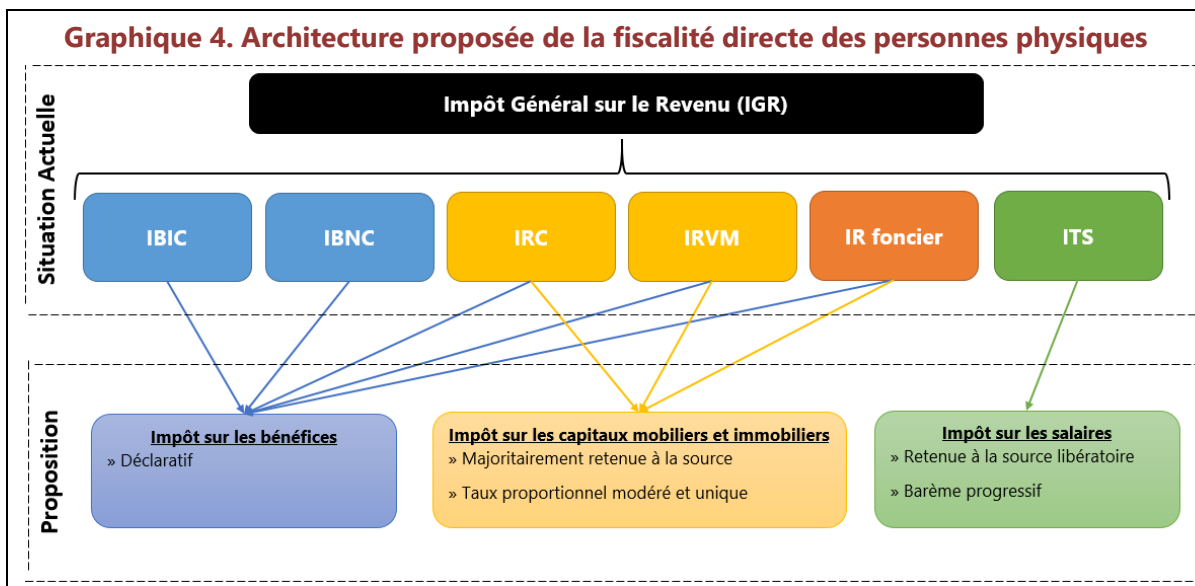 Graphique 4. Architecture proposée de la fiscalité directe des personnes physiques
Situation Actuelle
Impôt Général sur le Revenu (IGR)
IBIC
IBNC
IRC
IRVM
IR foncier
ITS
Proposition
Impôt sur les bénéfices
» Déclaratif
Impôt sur les capitaux mobiliers et immobiliers
» Majoritairement retenue à la source
» Taux proportionnel modéré et unique
Impôt sur les salaires
» Retenue à la source libératoire
» Barème progressif